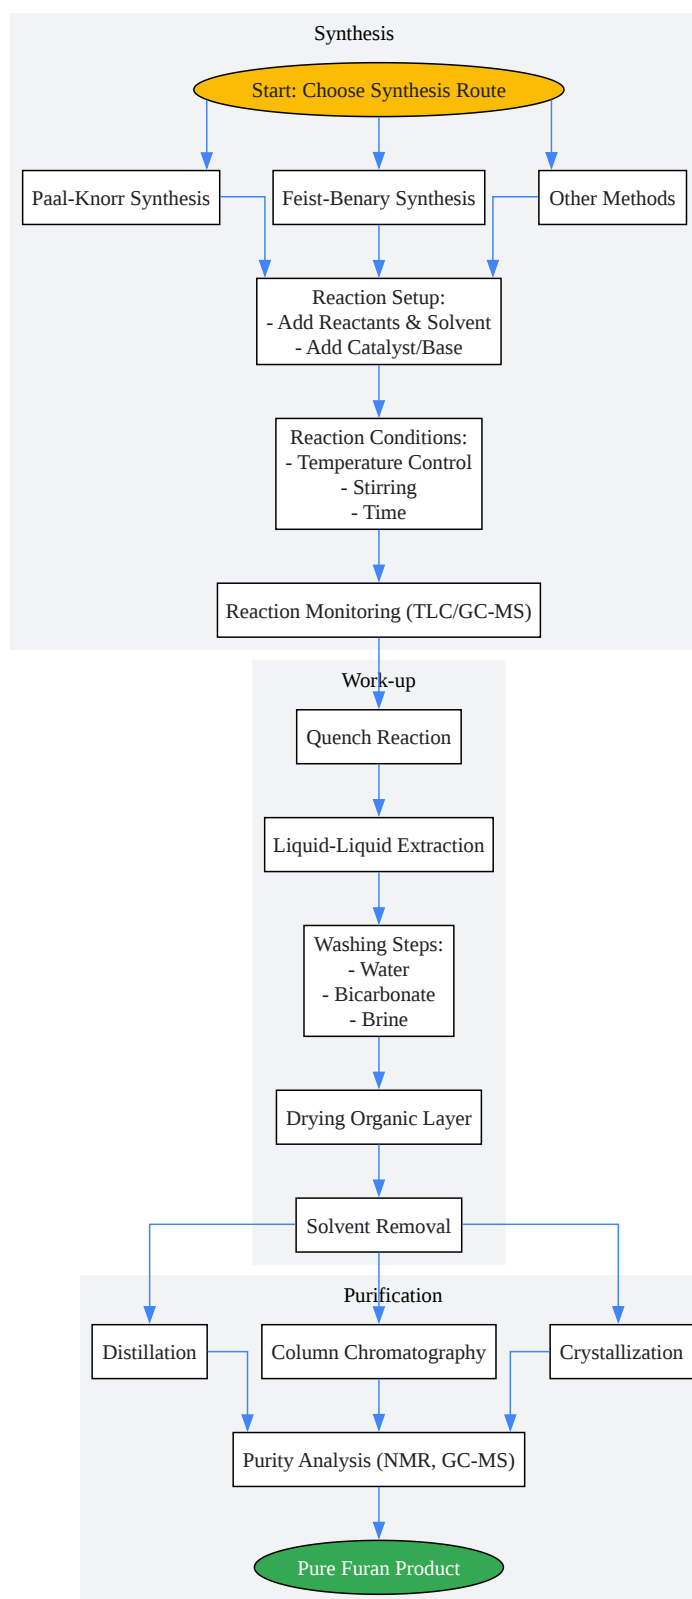 Synthesis
Start: Choose Synthesis Route
Paal-Knorr Synthesis
Feist-Benary Synthesis
Other Methods
Reaction Setup:
- Add Reactants & Solvent
- Add Catalyst/Base
Reaction Conditions:
- Temperature Control
- Stirring
- Time
Reaction Monitoring (TLC/GC-MS)
Work-up
Quench Reaction
Liquid-Liquid Extraction
Washing Steps:
- Water
- Bicarbonate
- Brine
Drying Organic Layer
Solvent Removal
Purification
Distillation
Column Chromatography
Crystallization
Purity Analysis (NMR, GC-MS)
Pure Furan Product